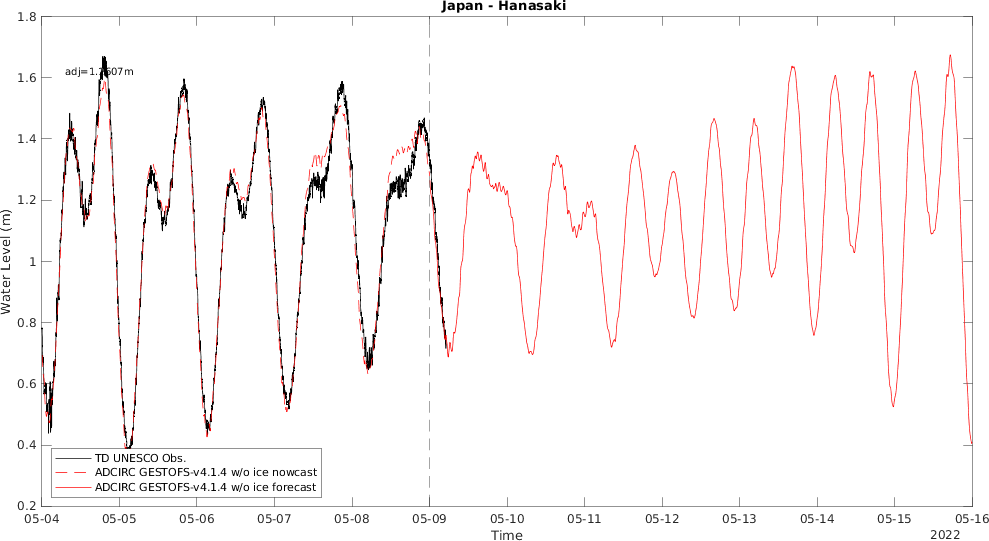 Japan - Hanasaki
1.8
1.6
1.4
1.2
1
0.8
0.6
0.4
0.2
Water Level (m)
TD UNESCO Obs.
ADCIRC GESTOFS-v4.1.4 w/o ice nowcast
ADCIRC GESTOFS-v4.1.4 w/o ice forecast
05-04 05-05 05-06 05-07 05-08 05-09 05-10 05-11 05-12 05-13 05-14 05-15 05-16
Time
2022